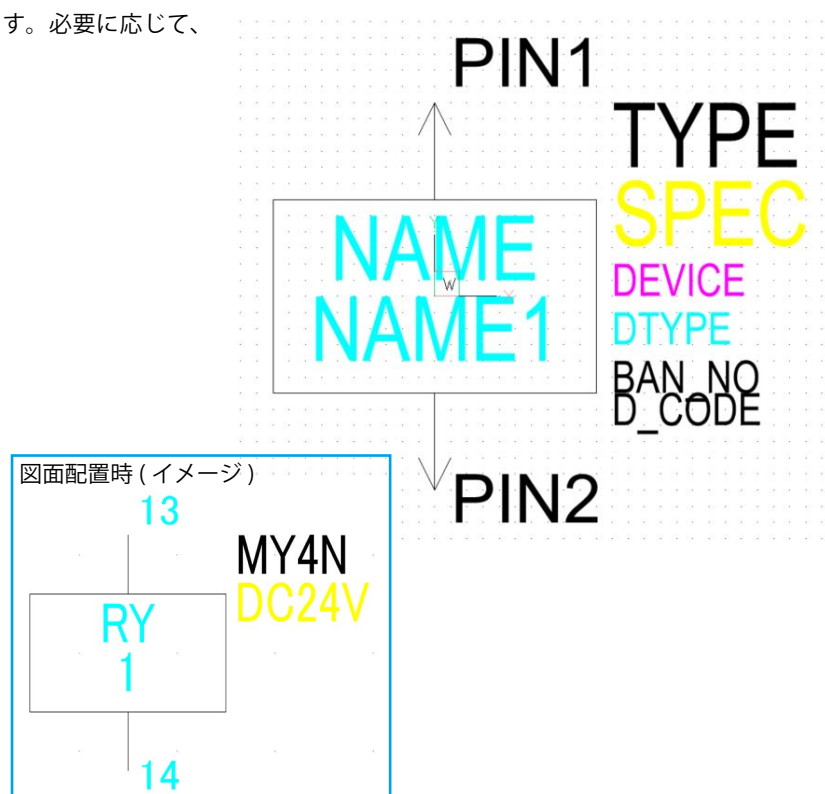 す。必要に応じて、
PIN1
TYPE
SPEC
NAME
DEVICE
W
NAME1
DTYPE
BAN_NO
D_CODE
PIN2
図面配置時 ( イメージ )
13
MY4N
DC24V
RY
1
14